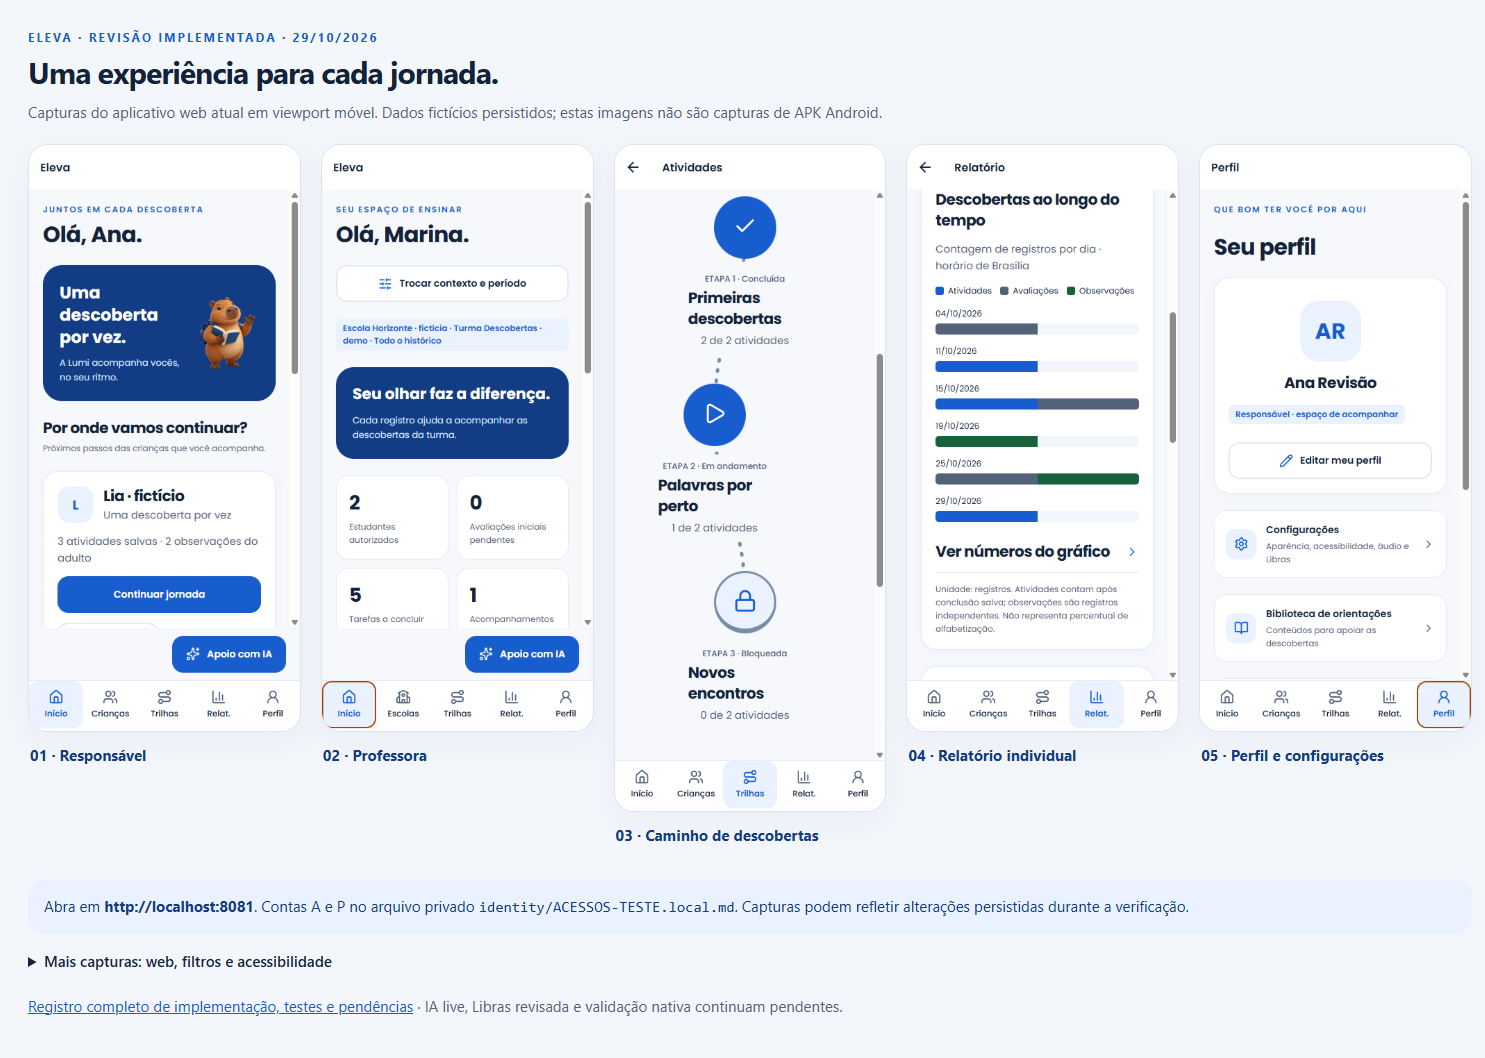 ELEVA · REVISÃO IMPLEMENTADA · 29/10/2026
Uma experiência para cada jornada.
Capturas do aplicativo web atual em viewport móvel. Dados fictícios persistidos; estas imagens não são capturas de APK Android.
Eleva
JUNTOS EM CADA DESCOBERTA
Olá, Ana.
Uma
descoberta
por vez.
A Lumi acompanha vocês,
no seu ritmo.
Por onde vamos continuar?
Próximos passos das crianças que você acompanha.
L
Lia · fictício
Uma descoberta por vez
3 atividades salvas · 2 observações do
adulto
Continuar jornada
Apoio com IA
Início
Crianças
Trilhas
Relat.
Perfil
01 · Responsável
Eleva
SEU ESPAÇO DE ENSINAR
Olá, Marina.
Trocar contexto e período
Escola Horizonte · fictícia · Turma Descobertas ·
demo · Todo o histórico
Seu olhar faz a diferença.
Cada registro ajuda a acompanhar as
descobertas da turma.
2
Estudantes
autorizados
0
Avaliações iniciais
pendentes
5
Tarefas a concluir
1
Acompanhamentos
Apoio com IA
Início
Escolas
Trilhas
Relat.
Perfil
02 · Professora
Atividades
ETAPA 1 · Concluída
Primeiras
descobertas
2 de 2 atividades
ETAPA 2 · Em andamento
Palavras por
perto
1 de 2 atividades
ETAPA 3 · Bloqueada
Novos
encontros
0 de 2 atividades
Início
Crianças
Trilhas
Relat.
Perfil
03 · Caminho de descobertas
Relatório
Descobertas ao longo do
tempo
Contagem de registros por dia ·
horário de Brasília
Atividades
Avaliações
Observações
04/10/2026
11/10/2026
15/10/2026
19/10/2026
25/10/2026
29/10/2026
Ver números do gráfico
Unidade: registros. Atividades contam após
conclusão salva; observações são registros
independentes. Não representa percentual de
alfabetização.
Início
Crianças
Trilhas
Relat.
Perfil
04 · Relatório individual
Perfil
QUE BOM TER VOCÊ POR AQUI
Seu perfil
AR
Ana Revisão
Responsável · espaço de acompanhar
Editar meu perfil
Configurações
Aparência, acessibilidade, áudio e
Libras
Biblioteca de orientações
Conteúdos para apoiar as
descobertas
Início
Crianças
Trilhas
Relat.
Perfil
05 · Perfil e configurações
Abra em http://localhost:8081. Contas A e P no arquivo privado identity/ACESSOS-TESTE.local.md. Capturas podem refletir alterações persistidas durante a verificação.
Mais capturas: web, filtros e acessibilidade
Registro completo de implementação, testes e pendências · IA live, Libras revisada e validação nativa continuam pendentes.